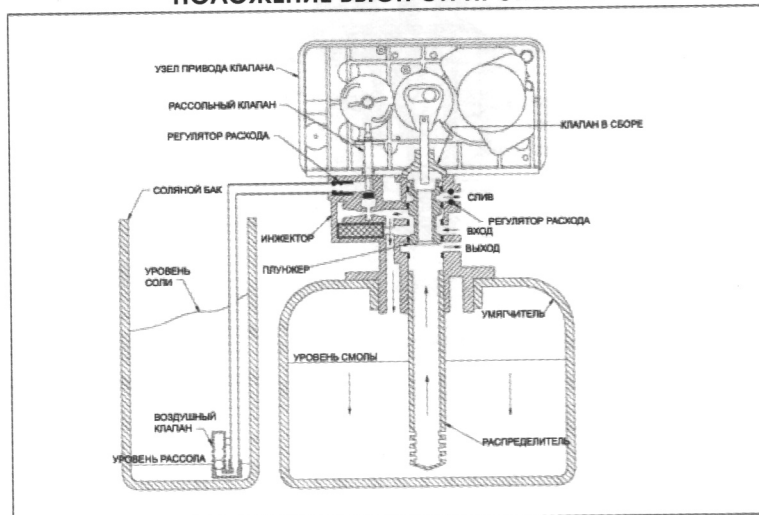 ПОЛОЖЕНИЕ
УЗЕЛ ПРИВОДА КЛАПАНА
РАССОЛЬНЫЙ КЛАПАН
КЛАПАН В СБОРЕ
РЕГУЛЯТОР РАСХОДА
СОЛЯНОЙ БАК
СЛИВ
РЕГУЛЯТОР РАСХОДА
ВХОД
ИНЖЕКТОР
ВЫХОД
ПЛУНЖЕР
УРОВЕНЬ
СОЛИ
УМЯГЧИТЕЛЬ
УРОВЕНЬ СМОЛЫ
ВОЗДУШНЫЙ
КЛАПАН
РАСПРЕДЕЛИТЕЛЬ
УРОВЕНЬ РАССОЛА